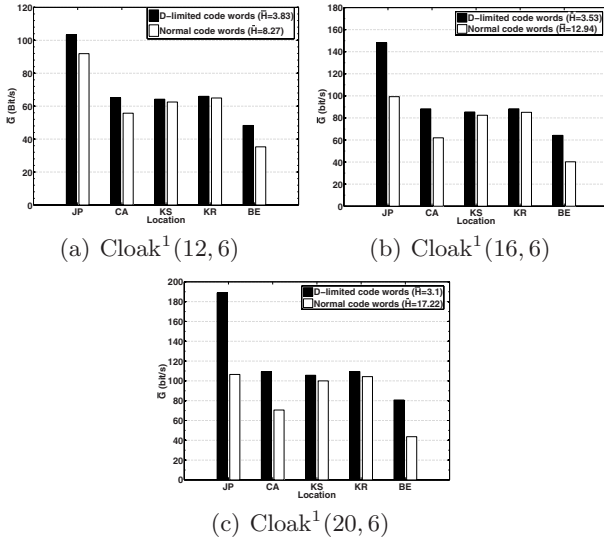 D−limited code words (H̄=3.83)
Normal code words (H̄=8.27)
120
100
80
60
40
20
0
Ḡ (Bit/s)
JP CA KS KR BE
Location
(a) Cloak¹(12, 6)
D−limited code words (H̄=3.53)
Normal code words (H̄=12.94)
180
160
140
120
100
80
60
40
20
0
Ḡ (bit/s)
JP CA KS KR BE
Location
(b) Cloak¹(16, 6)
D−limited code words (H̄=3.1)
Normal code words (H̄=17.22)
200
180
160
140
120
100
80
60
40
20
0
Ḡ (bit/s)
JP CA KS KR BE
Location
(c) Cloak¹(20, 6)